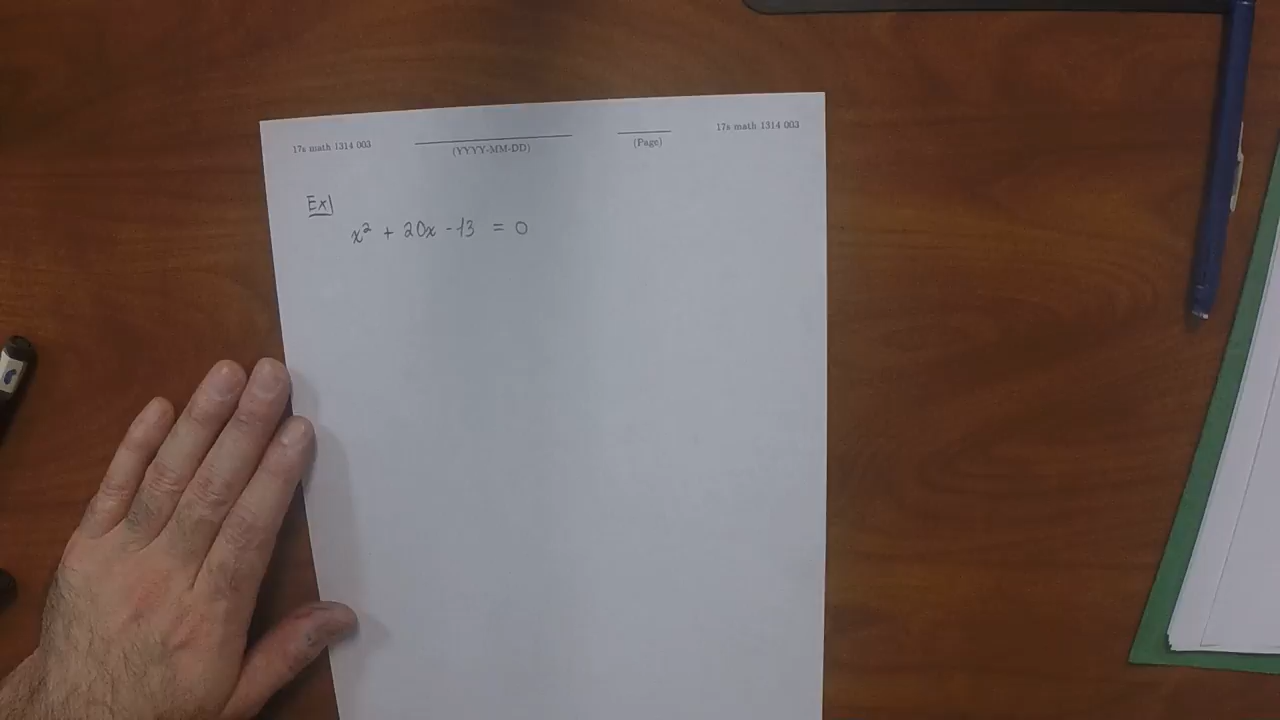 17s math 1314 003 (YYYY-MM-DD) (Page) 17s math 1314 003
Ex)
x² + 20x - 13 = 0